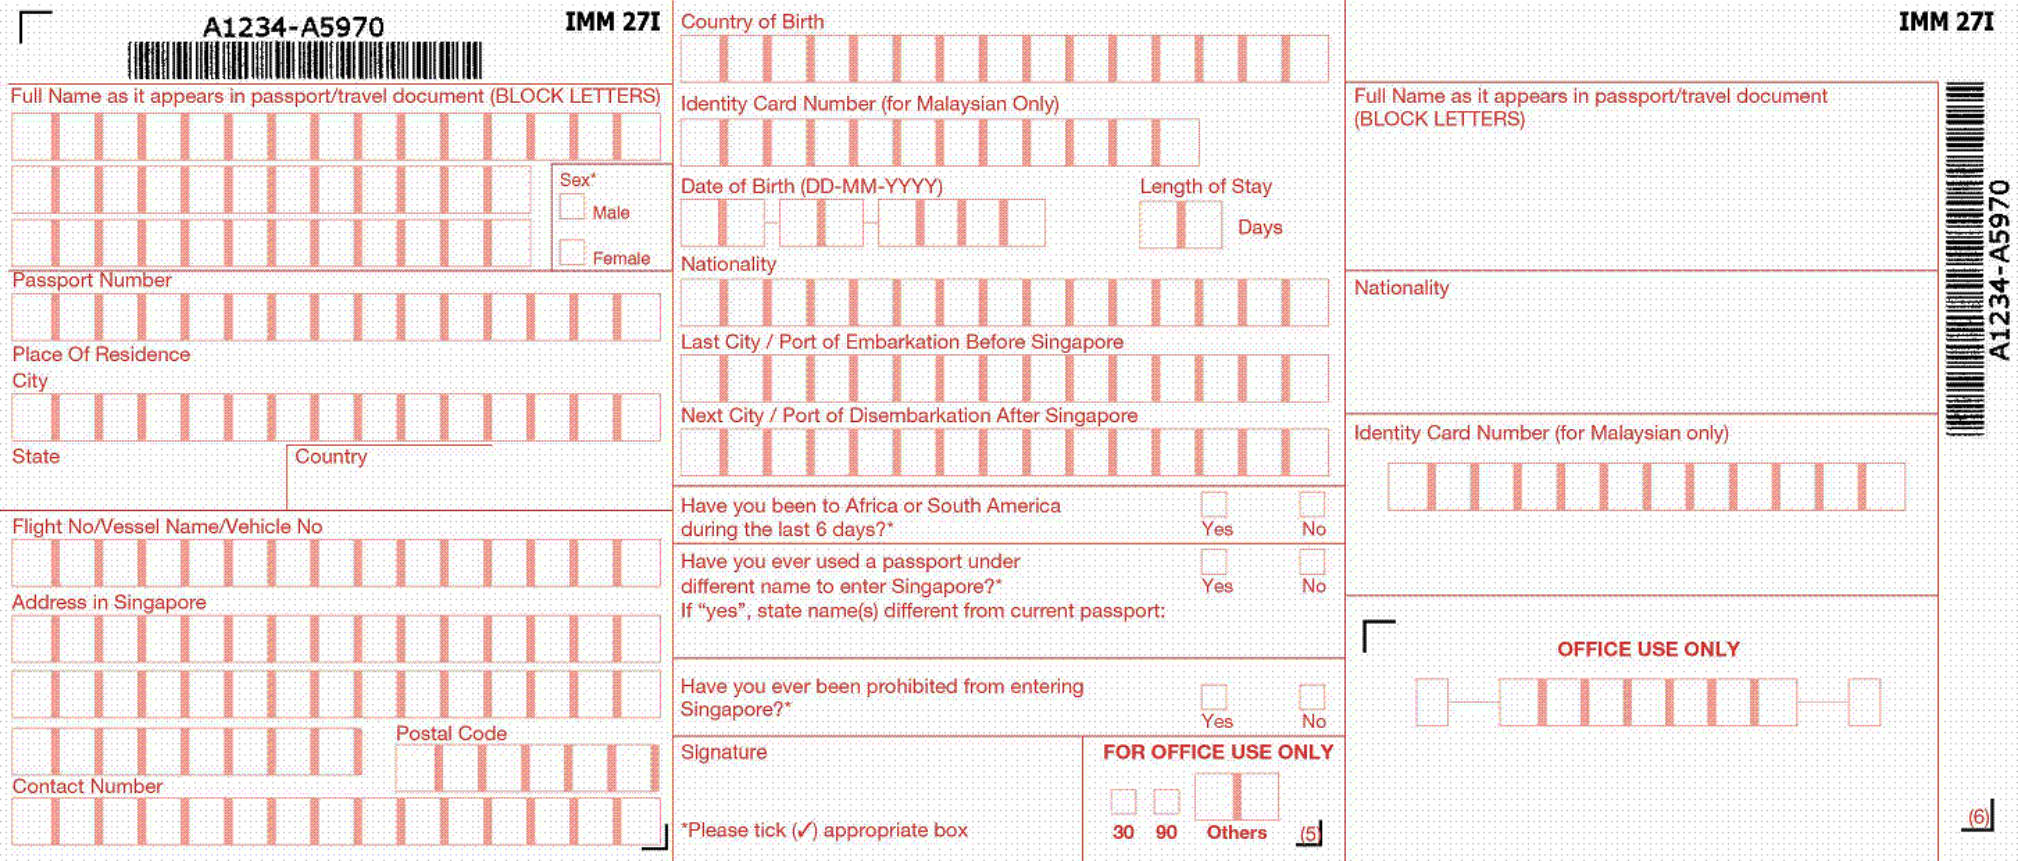 A1234-A5970
IMM 27I
Full Name as it appears in passport/travel document (BLOCK LETTERS)
Sex*
Male
Female
Passport Number
Place Of Residence
City
State
Country
Flight No/Vessel Name/Vehicle No
Address in Singapore
Postal Code
Contact Number
Country of Birth
Identity Card Number (for Malaysian Only)
Date of Birth (DD-MM-YYYY)
Length of Stay
Days
Nationality
Last City / Port of Embarkation Before Singapore
Next City / Port of Disembarkation After Singapore
Have you been to Africa or South America
during the last 6 days?*
Yes No
Have you ever used a passport under
different name to enter Singapore?*
Yes No
If “yes”, state name(s) different from current passport:
Have you ever been prohibited from entering
Singapore?*
Yes No
Signature
*Please tick (✓) appropriate box
FOR OFFICE USE ONLY
30 90 Others
(5)
IMM 27I
Full Name as it appears in passport/travel document
(BLOCK LETTERS)
Nationality
Identity Card Number (for Malaysian only)
OFFICE USE ONLY
A1234-A5970
(6)